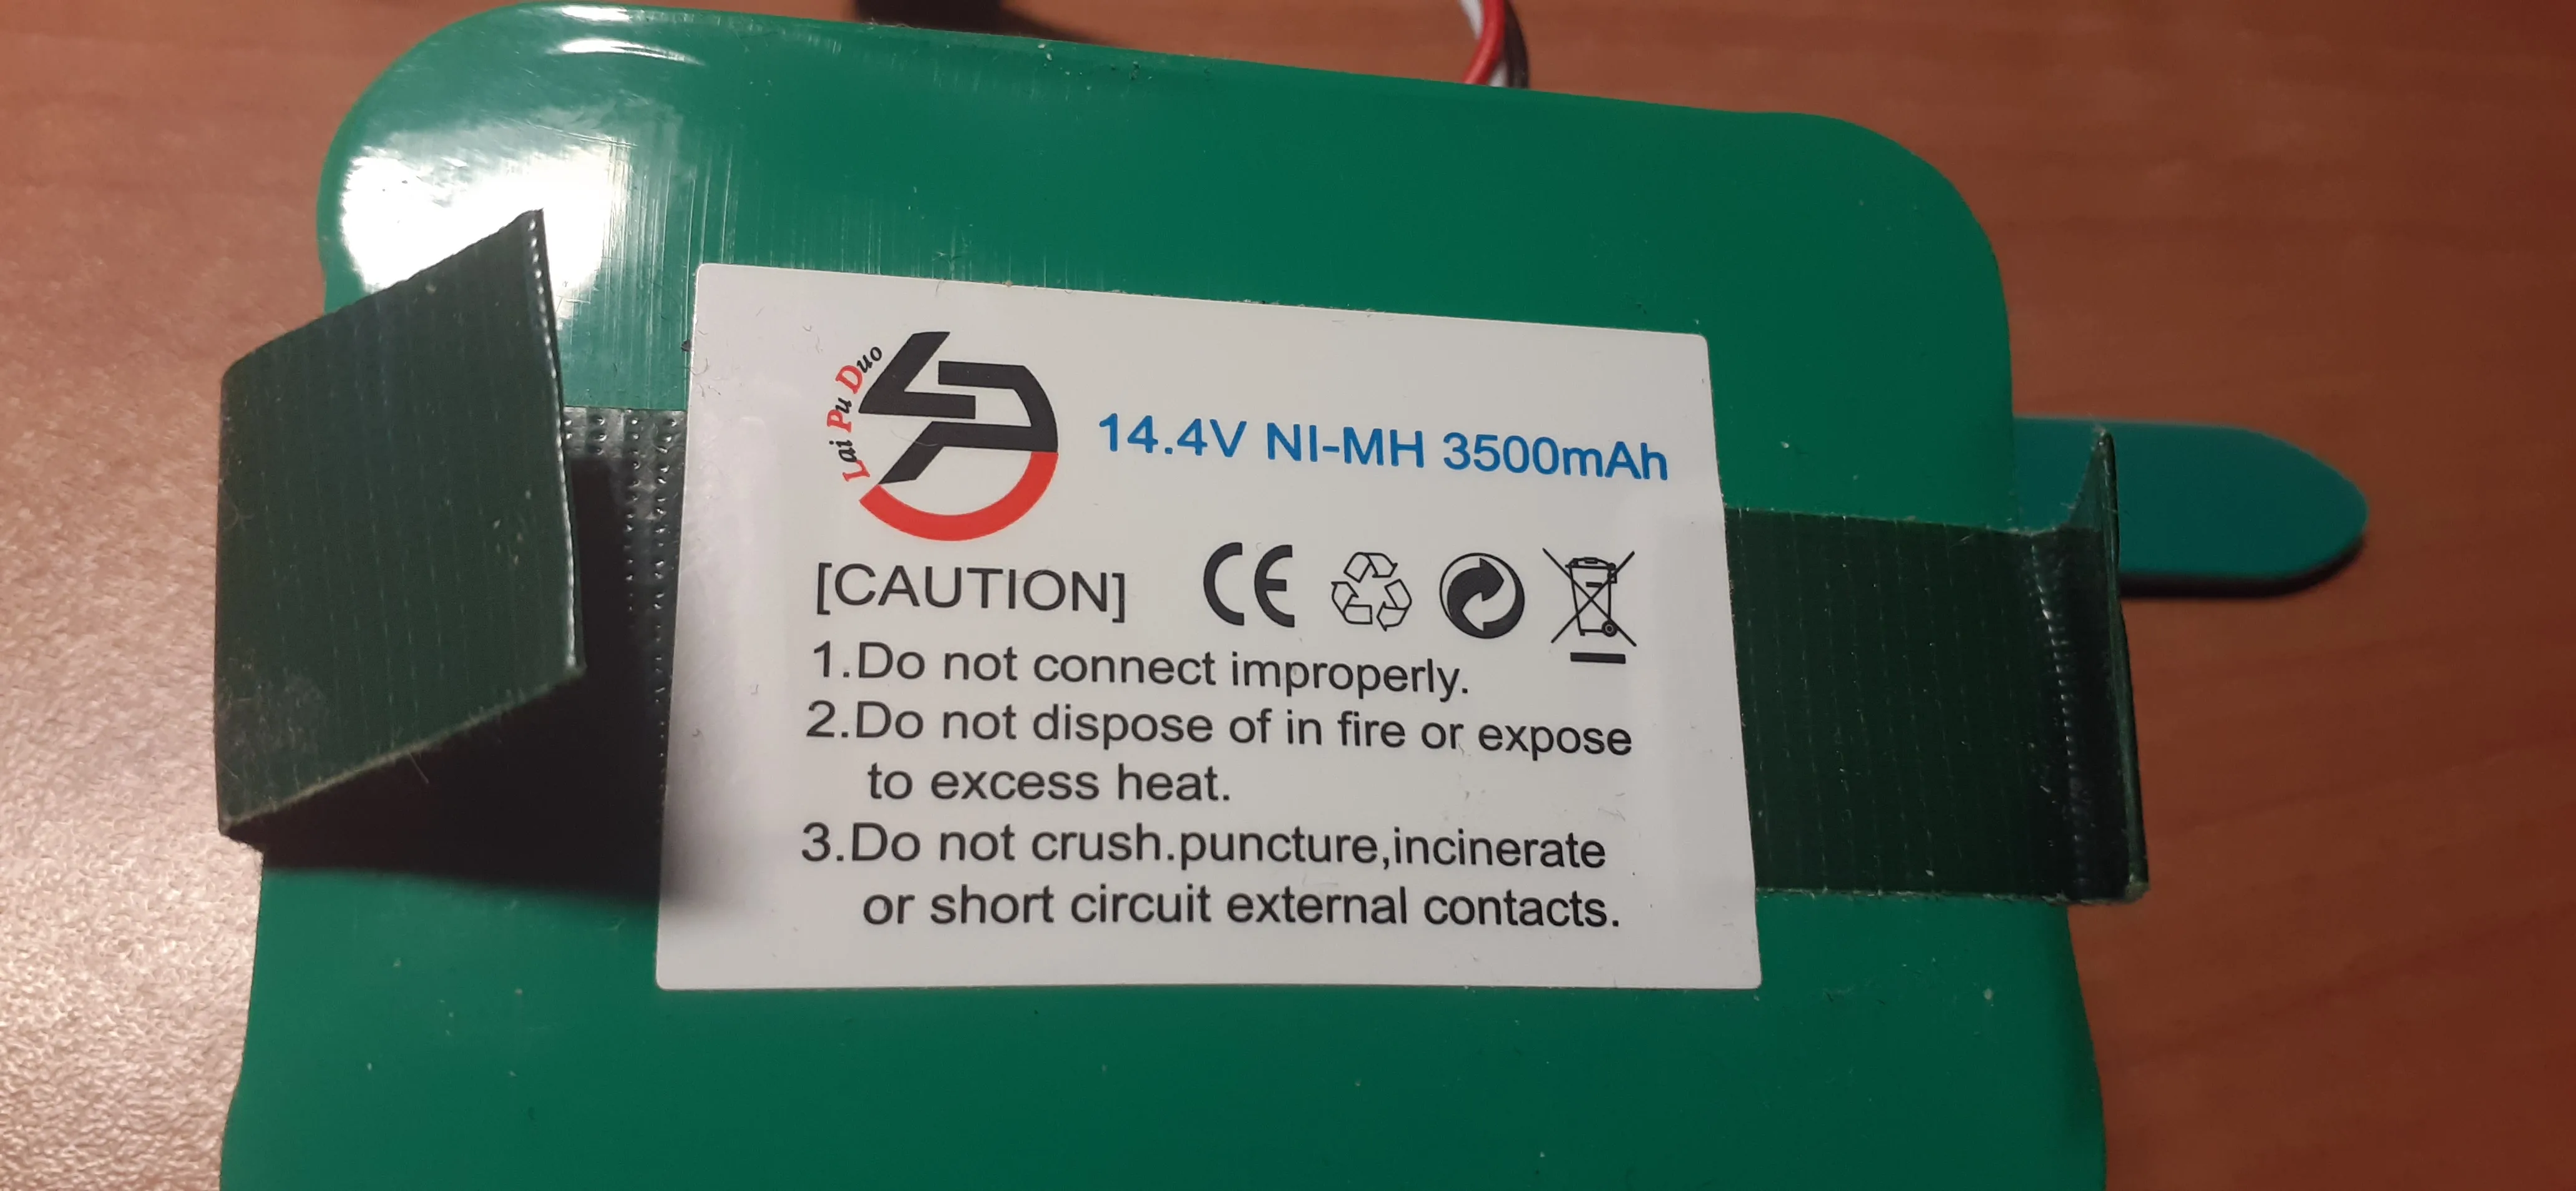 Lai Pu Duo
14.4V NI-MH 3500mAh
[CAUTION] CE
1.Do not connect improperly.
2.Do not dispose of in fire or expose
to excess heat.
3.Do not crush.puncture,incinerate
or short circuit external contacts.